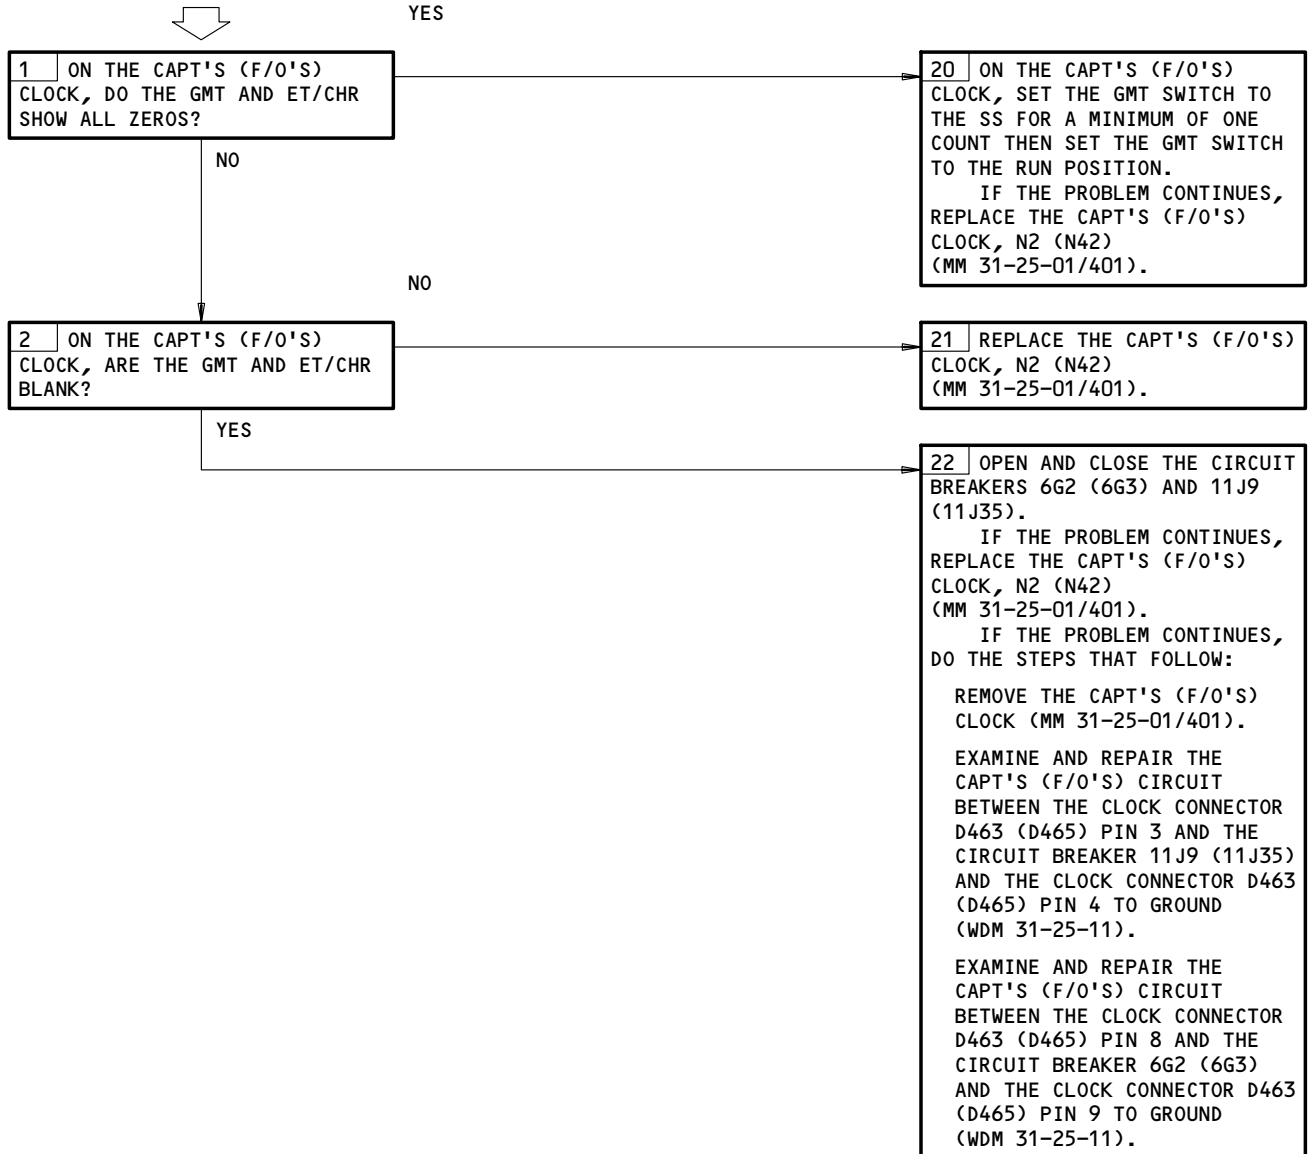 YES
1 ON THE CAPT'S (F/O'S)
CLOCK, DO THE GMT AND ET/CHR
SHOW ALL ZEROS?
NO
20 ON THE CAPT'S (F/O'S)
CLOCK, SET THE GMT SWITCH TO
THE SS FOR A MINIMUM OF ONE
COUNT THEN SET THE GMT SWITCH
TO THE RUN POSITION.
IF THE PROBLEM CONTINUES,
REPLACE THE CAPT'S (F/O'S)
CLOCK, N2 (N42)
(MM 31-25-01/401).
NO
2 ON THE CAPT'S (F/O'S)
CLOCK, ARE THE GMT AND ET/CHR
BLANK?
YES
21 REPLACE THE CAPT'S (F/O'S)
CLOCK, N2 (N42)
(MM 31-25-01/401).
22 OPEN AND CLOSE THE CIRCUIT
BREAKERS 6G2 (6G3) AND 11J9
(11J35).
IF THE PROBLEM CONTINUES,
REPLACE THE CAPT'S (F/O'S)
CLOCK, N2 (N42)
(MM 31-25-01/401).
IF THE PROBLEM CONTINUES,
DO THE STEPS THAT FOLLOW:
REMOVE THE CAPT'S (F/O'S)
CLOCK (MM 31-25-01/401).
EXAMINE AND REPAIR THE
CAPT'S (F/O'S) CIRCUIT
BETWEEN THE CLOCK CONNECTOR
D463 (D465) PIN 3 AND THE
CIRCUIT BREAKER 11J9 (11J35)
AND THE CLOCK CONNECTOR D463
(D465) PIN 4 TO GROUND
(WDM 31-25-11).
EXAMINE AND REPAIR THE
CAPT'S (F/O'S) CIRCUIT
BETWEEN THE CLOCK CONNECTOR
D463 (D465) PIN 8 AND THE
CIRCUIT BREAKER 6G2 (6G3)
AND THE CLOCK CONNECTOR D463
(D465) PIN 9 TO GROUND
(WDM 31-25-11).